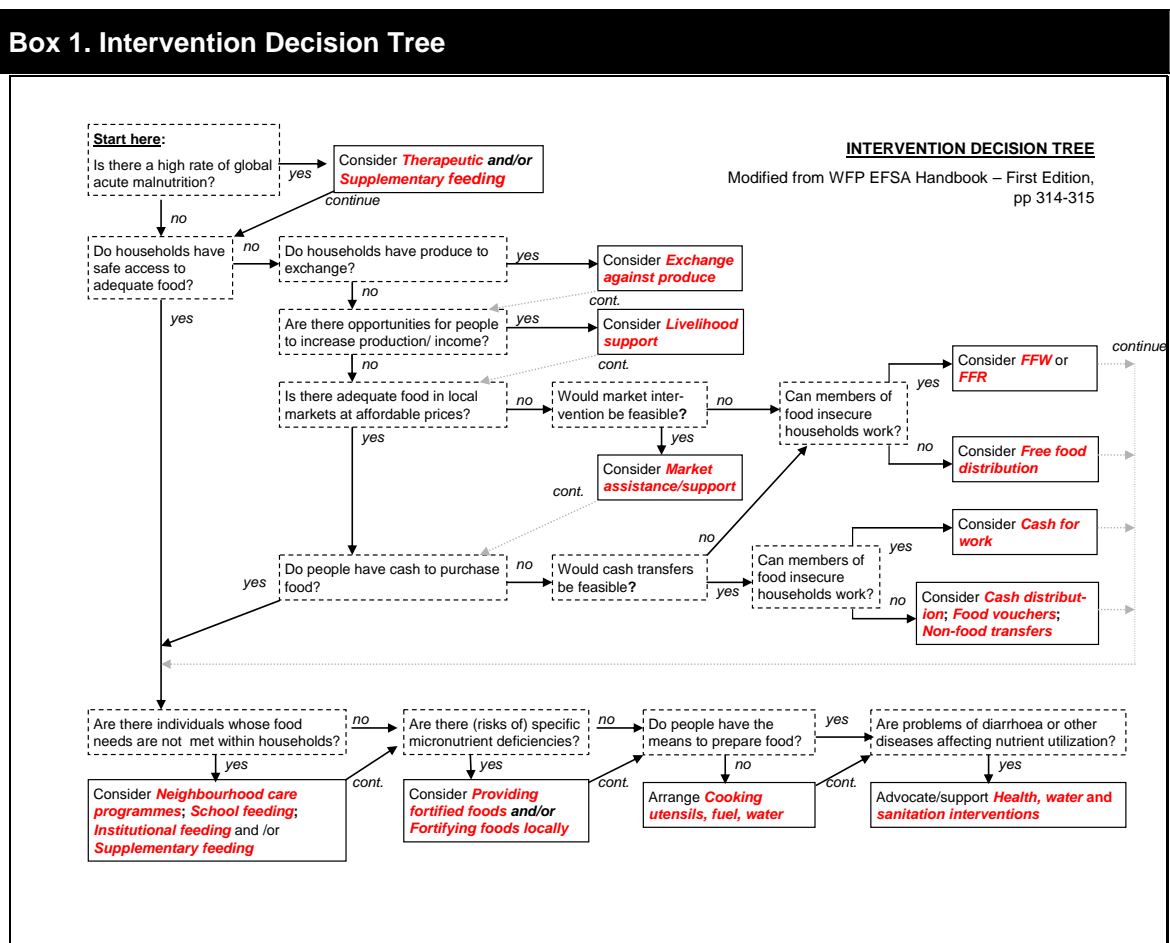 Box 1. Intervention Decision Tree
Start here:
Is there a high rate of global
acute malnutrition?
yes
Consider Therapeutic and/or
Supplementary feeding
continue
INTERVENTION DECISION TREE
Modified from WFP EFSA Handbook – First Edition,
pp 314-315
no
Do households have
safe access to
adequate food?
no
Do households have produce to
exchange?
yes
Consider Exchange
against produce
cont.
yes
no
Are there opportunities for people
to increase production/ income?
yes
Consider Livelihood
support
cont.
no
Is there adequate food in local
markets at affordable prices?
no
Would market inter-
vention be feasible?
no
Can members of
food insecure
households work?
yes
Consider FFW or
FFR
continue
no
Consider Free food
distribution
yes
yes
Consider Market
assistance/support
cont.
Do people have cash to purchase
food?
yes
no
Would cash transfers
be feasible?
no
yes
Can members of
food insecure
households work?
yes
Consider Cash for
work
no
Consider Cash distribut-
ion; Food vouchers;
Non-food transfers
Are there individuals whose food
needs are not met within households?
no
Are there (risks of) specific
micronutrient deficiencies?
no
Do people have the
means to prepare food?
yes
Are problems of diarrhoea or other
diseases affecting nutrient utilization?
yes
Consider Neighbourhood care
programmes; School feeding;
Institutional feeding and /or
Supplementary feeding
cont.
yes
Consider Providing
fortified foods and/or
Fortifying foods locally
cont.
no
Arrange Cooking
utensils, fuel, water
cont.
yes
Advocate/support Health, water and
sanitation interventions